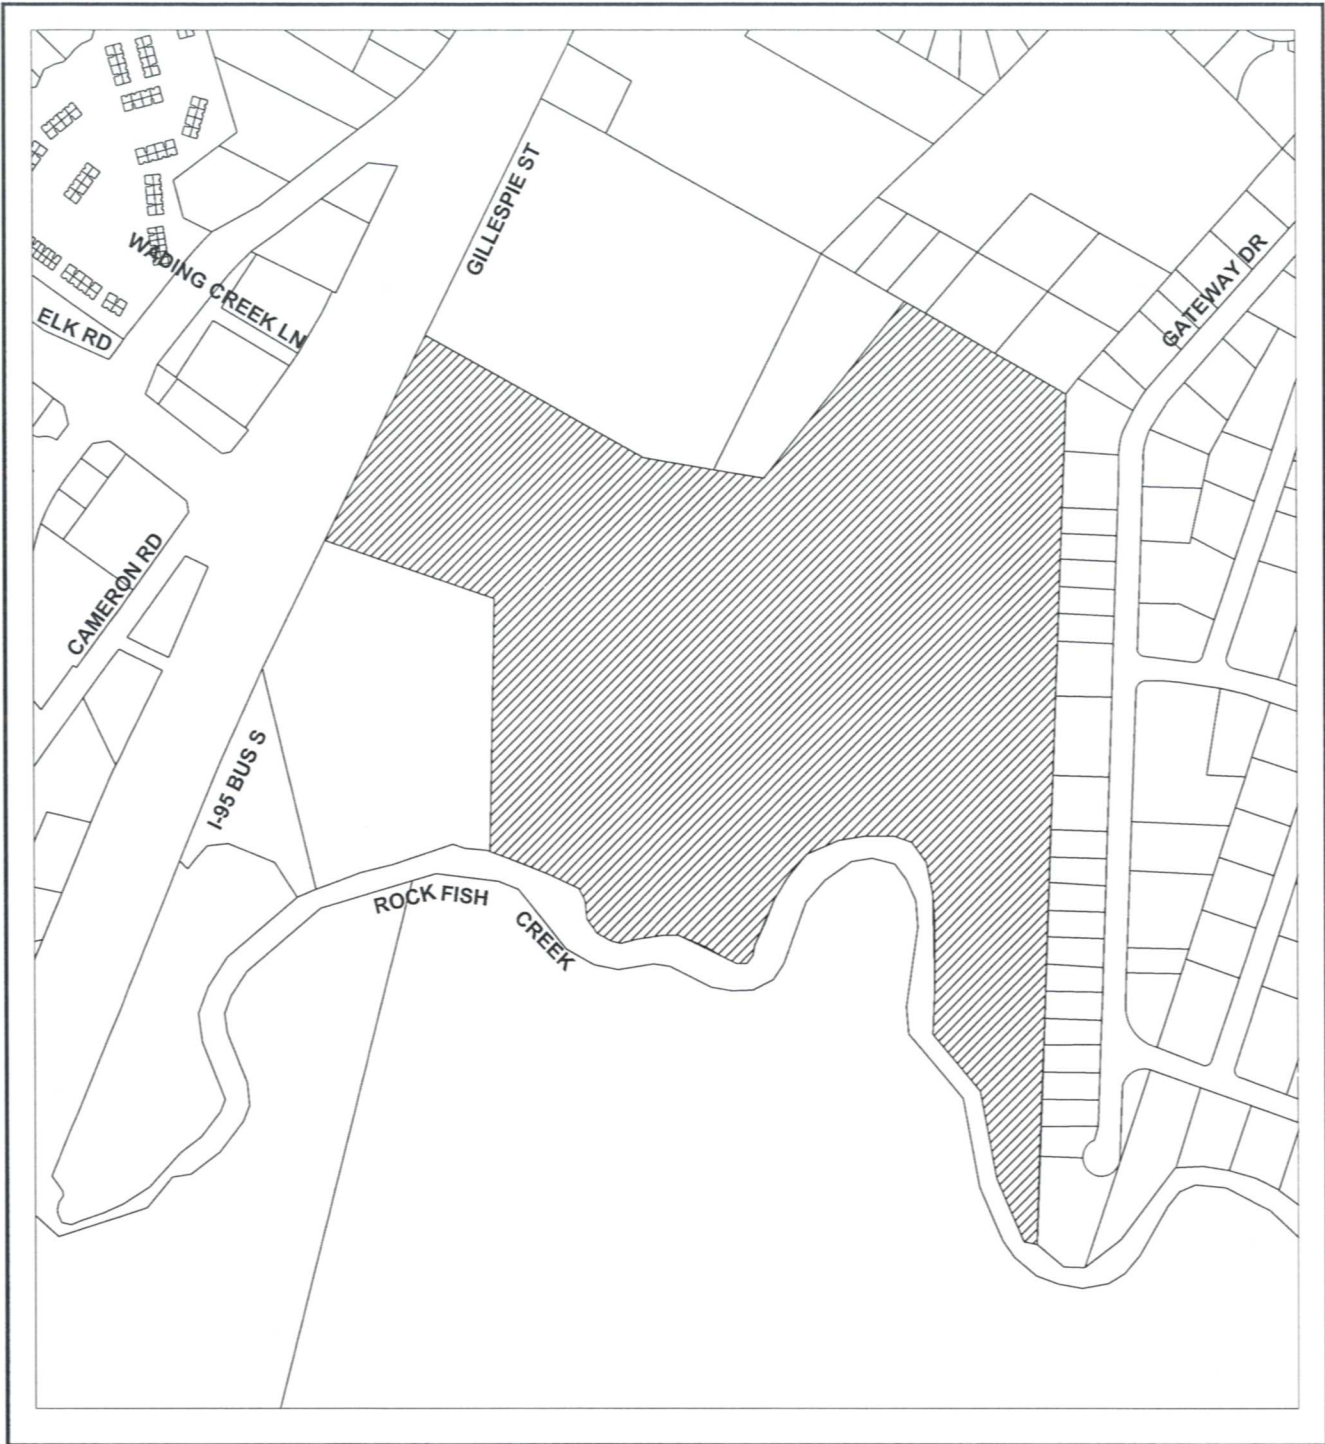 GILLESPIE ST
WADING CREEK LN
GATEWAY DR
ELK RD
CAMERON RD
I-95 BUS S
ROCK FISH
CREEK